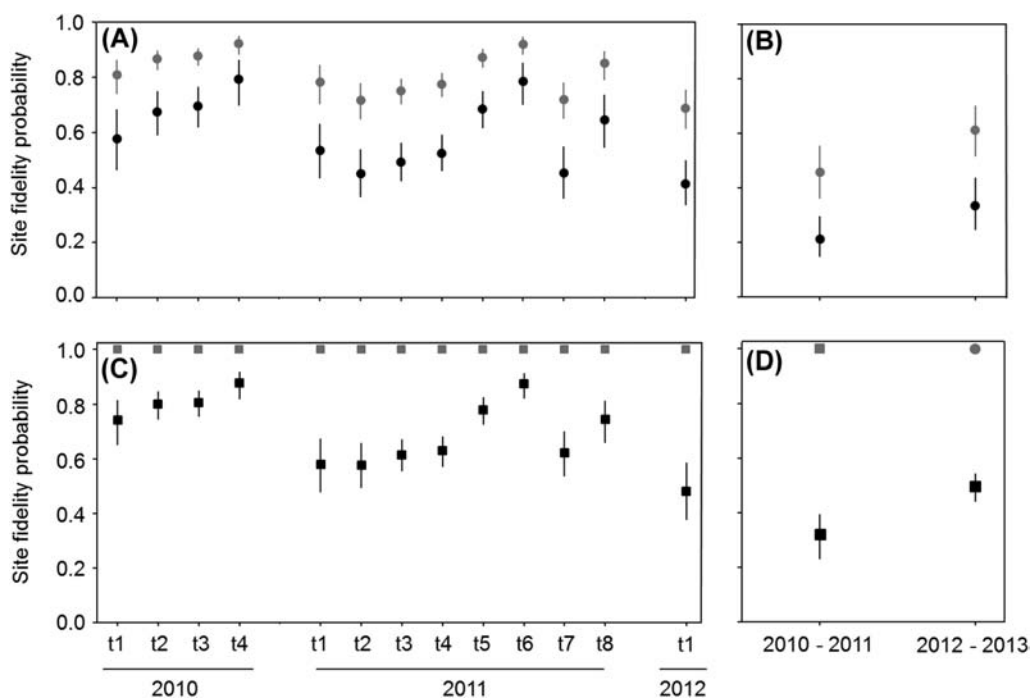 (A)
(B)
Site fidelity probability
1.0
0.8
0.6
0.4
0.2
0.0
(C)
(D)
Site fidelity probability
1.0
0.8
0.6
0.4
0.2
0.0
t1 t2 t3 t4 t1 t2 t3 t4 t5 t6 t7 t8 t1
2010 2011 2012
2010 - 2011 2012 - 2013